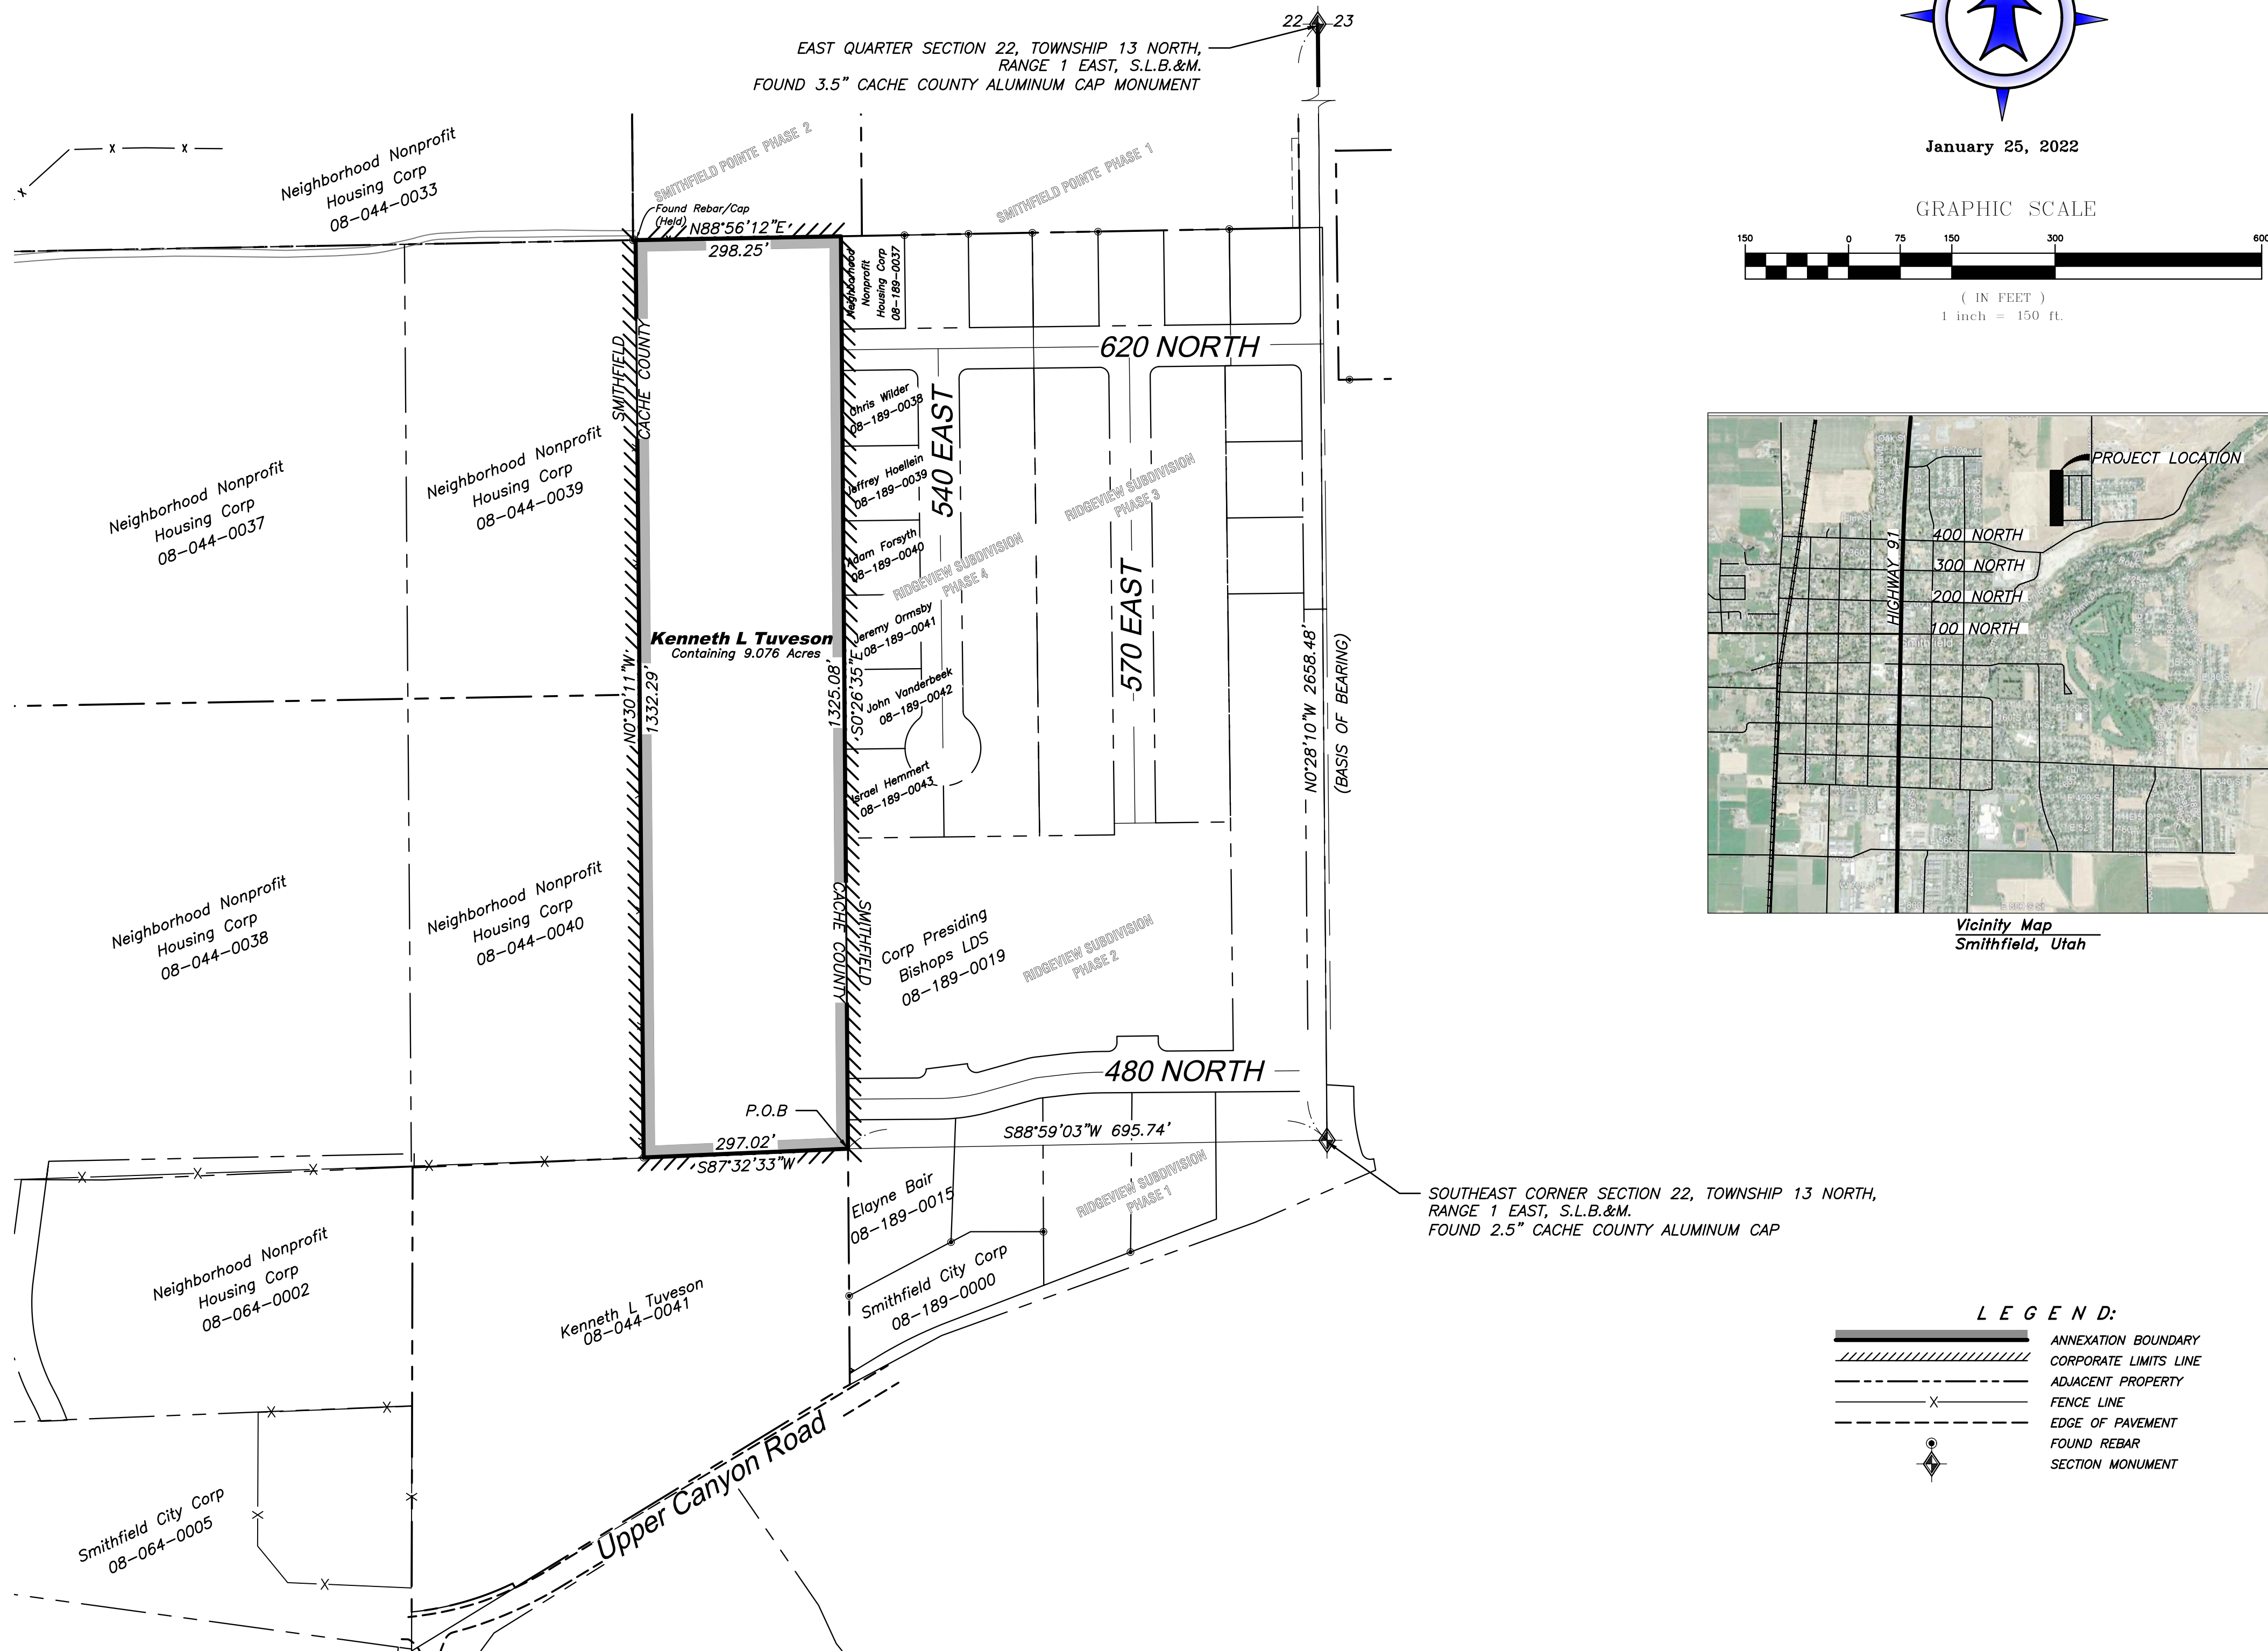 22
23
EAST QUARTER SECTION 22, TOWNSHIP 13 NORTH,
RANGE 1 EAST, S.L.B.&M.
FOUND 3.5" CACHE COUNTY ALUMINUM CAP MONUMENT
January 25, 2022
GRAPHIC SCALE
150
0
75
150
300
600
( IN FEET )
1 inch = 150 ft.
SMITHFIELD POINTE PHASE 2
SMITHFIELD POINTE PHASE 1
Neighborhood Nonprofit
Housing Corp
08-044-0033
Found Rebar/Cap
(Held)
N88°56'12"E
298.25'
Neighborhood
Nonprofit
Housing Corp
08-189-0037
620 NORTH
SMITHFIELD
CACHE COUNTY
Chris Wilder
08-189-0038
540 EAST
Jeffrey Hoellein
08-189-0039
RIDGEVIEW SUBDIVISION
PHASE 3
Neighborhood Nonprofit
Housing Corp
08-044-0037
Neighborhood Nonprofit
Housing Corp
08-044-0039
Adam Forsyth
08-189-0040
RIDGEVIEW SUBDIVISION
PHASE 4
570 EAST
Jeremy Ormsby
08-189-0041
Kenneth L Tuveson
Containing 9.076 Acres
N0°30'11"W
1332.29'
1325.08'
S0°26'35"E
John Vanderbeek
08-189-0042
N0°28'10"W 2658.48'
(BASIS OF BEARING)
Israel Hemmert
08-189-0043
Neighborhood Nonprofit
Housing Corp
08-044-0038
Neighborhood Nonprofit
Housing Corp
08-044-0040
CACHE COUNTY
SMITHFIELD
Corp Presiding
Bishops LDS
08-189-0019
RIDGEVIEW SUBDIVISION
PHASE 2
480 NORTH
P.O.B
297.02'
S87°32'33"W
S88°59'03"W 695.74'
Elayne Bair
08-189-0015
RIDGEVIEW SUBDIVISION
PHASE 1
SOUTHEAST CORNER SECTION 22, TOWNSHIP 13 NORTH,
RANGE 1 EAST, S.L.B.&M.
FOUND 2.5" CACHE COUNTY ALUMINUM CAP
Neighborhood Nonprofit
Housing Corp
08-064-0002
Kenneth L Tuveson
08-044-0041
Smithfield City Corp
08-189-0000
Upper Canyon Road
Smithfield City Corp
08-064-0005
PROJECT LOCATION
HIGHWAY 91
400 NORTH
300 NORTH
200 NORTH
100 NORTH
Smithfield
Vicinity Map
Smithfield, Utah
LEGEND:
ANNEXATION BOUNDARY
CORPORATE LIMITS LINE
ADJACENT PROPERTY
FENCE LINE
EDGE OF PAVEMENT
FOUND REBAR
SECTION MONUMENT